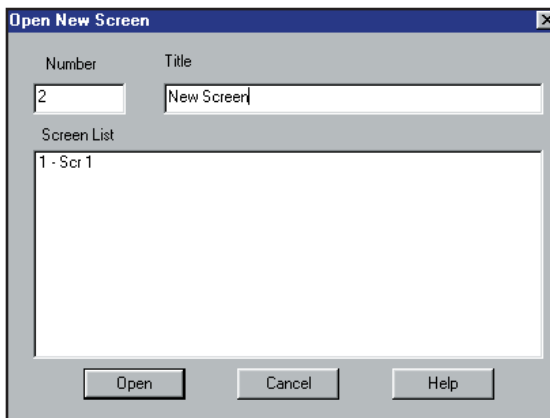 Open New Screen
Number Title
2 New Screen
Screen List
1 - Scr 1
Open Cancel Help